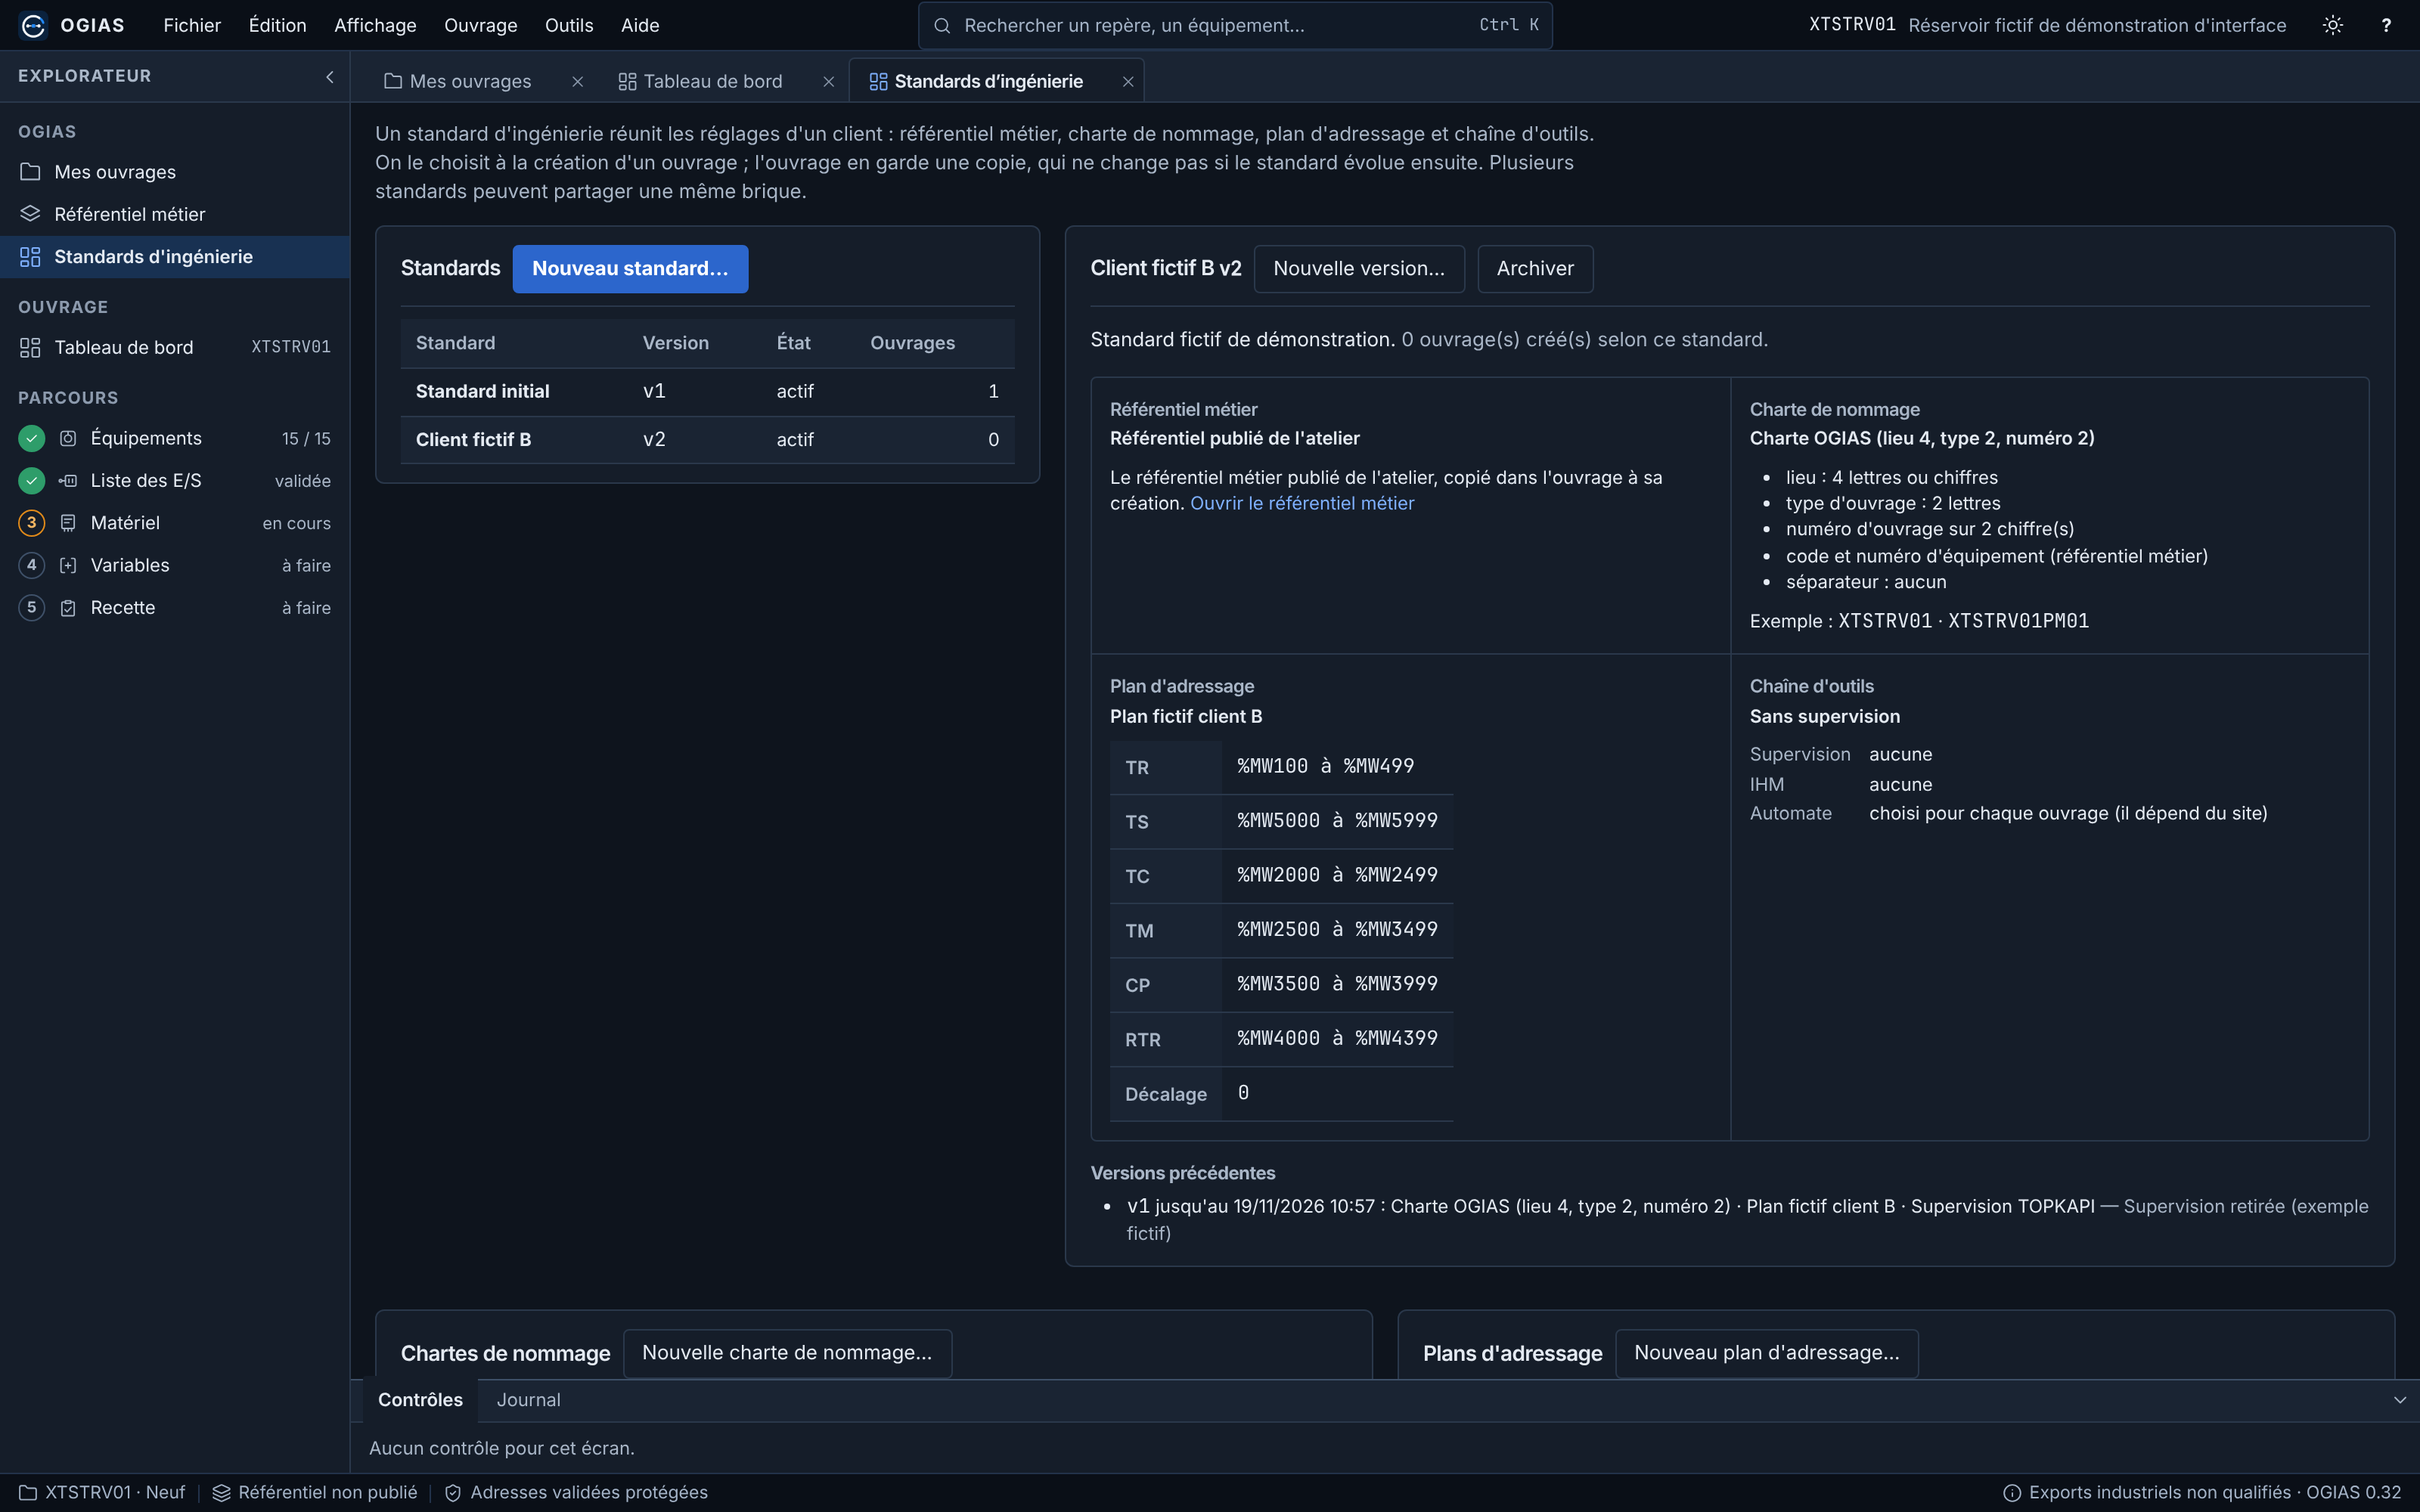 OGIAS Fichier Édition Affichage Ouvrage Outils Aide Rechercher un repère, un équipement... Ctrl K XTSTRV01 Réservoir fictif de démonstration d'interface ?
EXPLORATEUR
OGIAS
Mes ouvrages
Référentiel métier
Standards d'ingénierie
OUVRAGE
Tableau de bord XTSTRV01
PARCOURS
Équipements 15 / 15
Liste des E/S validée
3 Matériel en cours
4 Variables à faire
5 Recette à faire
Mes ouvrages Tableau de bord Standards d’ingénierie
Un standard d'ingénierie réunit les réglages d'un client : référentiel métier, charte de nommage, plan d'adressage et chaîne d'outils.
On le choisit à la création d'un ouvrage ; l'ouvrage en garde une copie, qui ne change pas si le standard évolue ensuite. Plusieurs
standards peuvent partager une même brique.
Standards Nouveau standard...
Standard Version État Ouvrages
Standard initial v1 actif 1
Client fictif B v2 actif 0
Client fictif B v2 Nouvelle version... Archiver
Standard fictif de démonstration. 0 ouvrage(s) créé(s) selon ce standard.
Référentiel métier
Référentiel publié de l'atelier
Le référentiel métier publié de l'atelier, copié dans l'ouvrage à sa
création. Ouvrir le référentiel métier
Charte de nommage
Charte OGIAS (lieu 4, type 2, numéro 2)
• lieu : 4 lettres ou chiffres
• type d'ouvrage : 2 lettres
• numéro d'ouvrage sur 2 chiffre(s)
• code et numéro d'équipement (référentiel métier)
• séparateur : aucun
Exemple : XTSTRV01 · XTSTRV01PM01
Plan d'adressage
Plan fictif client B
TR %MW100 à %MW499
TS %MW5000 à %MW5999
TC %MW2000 à %MW2499
TM %MW2500 à %MW3499
CP %MW3500 à %MW3999
RTR %MW4000 à %MW4399
Décalage 0
Chaîne d'outils
Sans supervision
Supervision aucune
IHM aucune
Automate choisi pour chaque ouvrage (il dépend du site)
Versions précédentes
• v1 jusqu'au 19/11/2026 10:57 : Charte OGIAS (lieu 4, type 2, numéro 2) · Plan fictif client B · Supervision TOPKAPI — Supervision retirée (exemple
fictif)
Chartes de nommage Nouvelle charte de nommage...
Plans d'adressage Nouveau plan d'adressage...
Contrôles Journal
Aucun contrôle pour cet écran.
XTSTRV01 · Neuf Référentiel non publié Adresses validées protégées Exports industriels non qualifiés · OGIAS 0.32